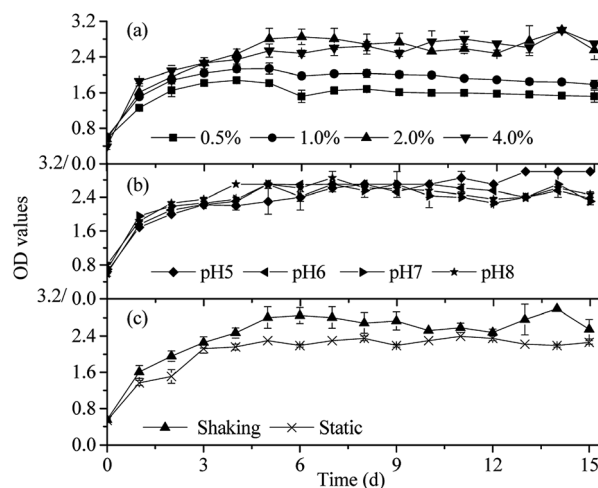 3.2
(a)
2.4
1.6
0.8
0.5% 1.0% 2.0% 4.0%
3.2/ 0.0
(b)
2.4
1.6
OD values
0.8
pH5 pH6 pH7 pH8
3.2/ 0.0
(c)
2.4
1.6
0.8
Shaking Static
0.0
0 3 6 9 12 15
Time (d)